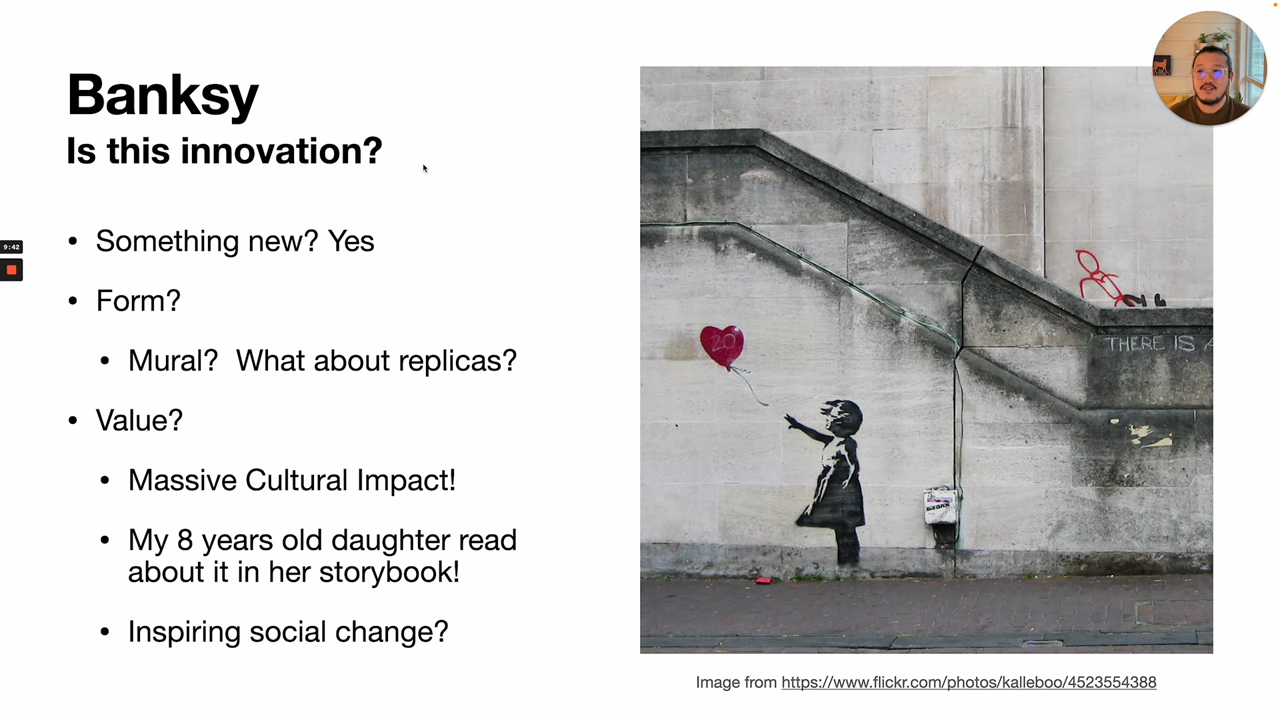 Banksy
Is this innovation?
9:42
• Something new? Yes
• Form?
• Mural?  What about replicas?
• Value?
• Massive Cultural Impact!
• My 8 years old daughter read
about it in her storybook!
• Inspiring social change?
20
THERE IS A
Image from https://www.flickr.com/photos/kalleboo/4523554388